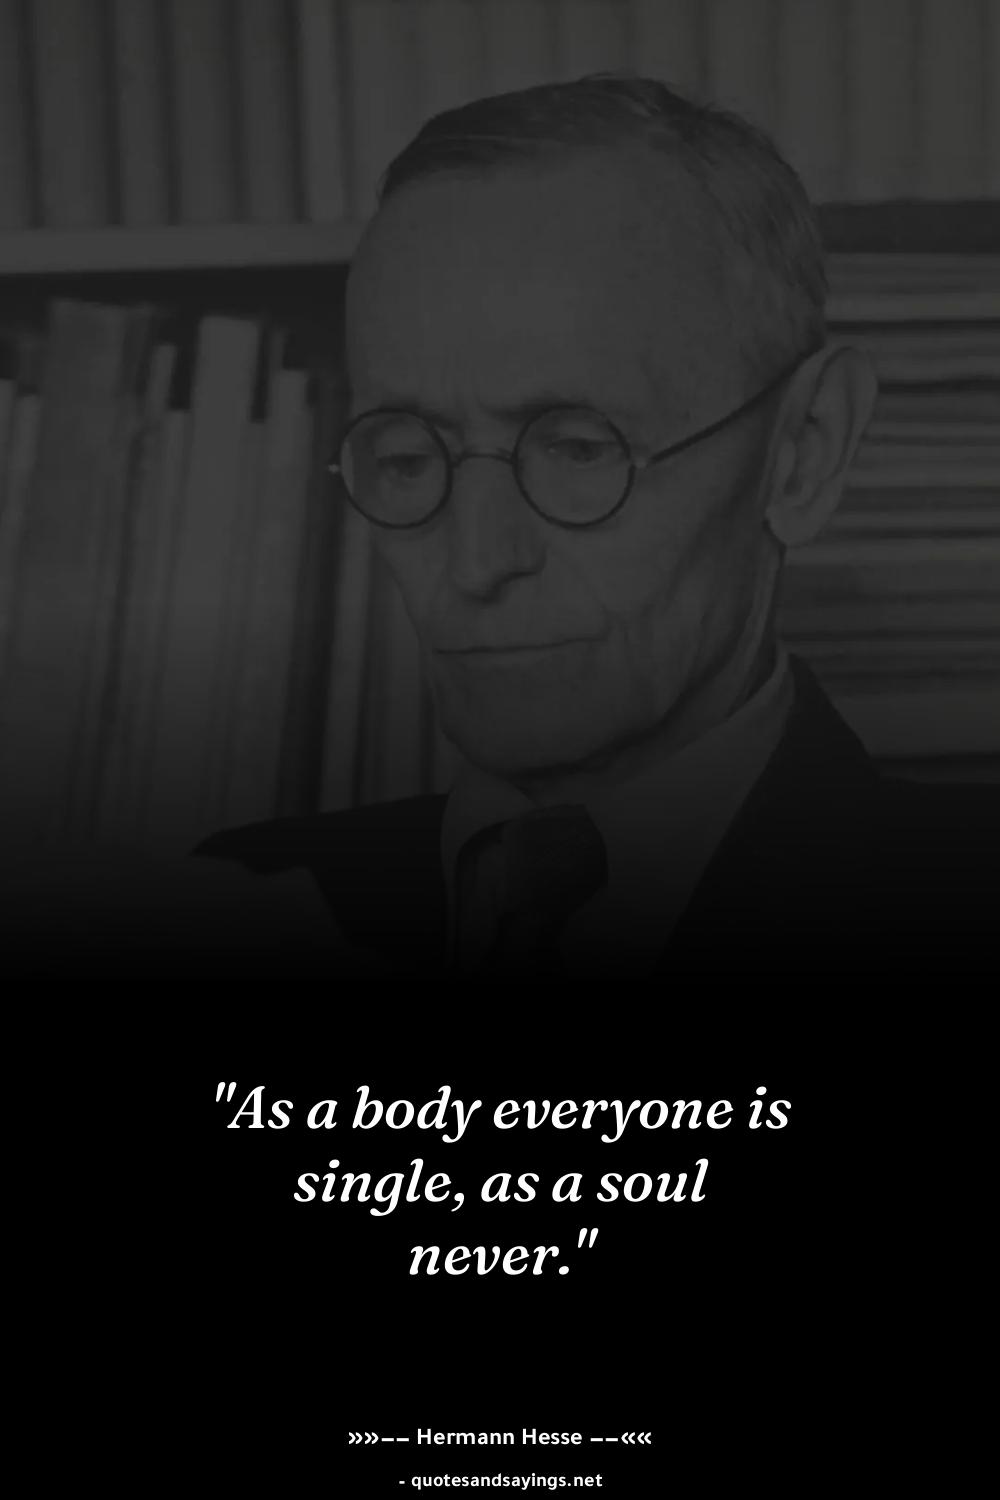 "As a body everyone is
single, as a soul
never."
»»−− Hermann Hesse −−««
- quotesandsayings.net